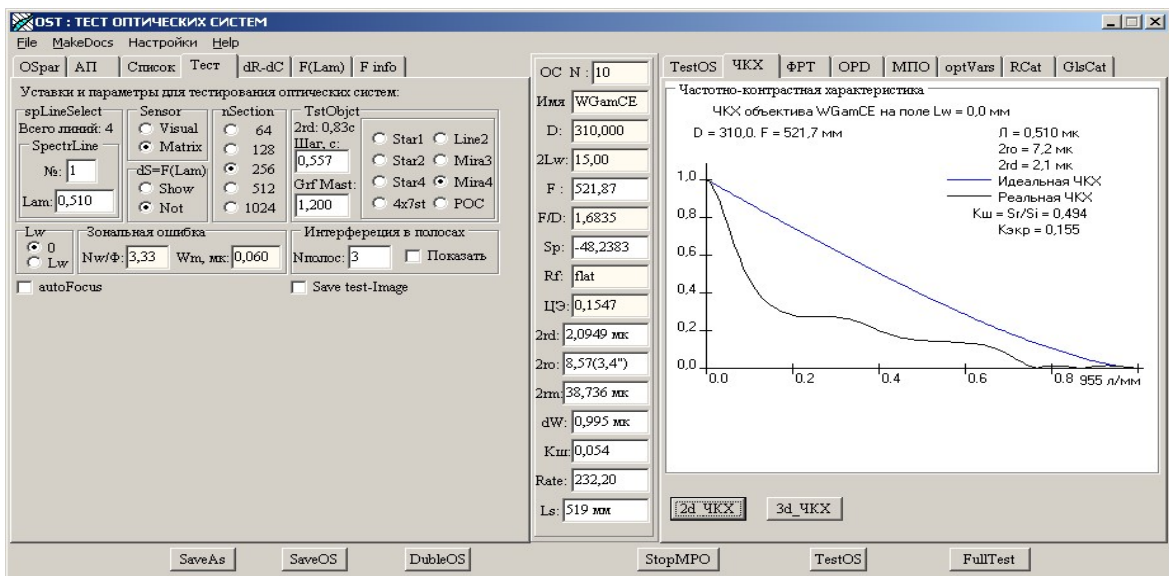 OST : ТЕСТ ОПТИЧЕСКИХ СИСТЕМ
File MakeDocs Настройки Help
OSpar АП Список Тест dR-dC F(Lam) F info
Уставки и параметры для тестирования оптических систем:
spLineSelect
Всего линий: 4
SpectrLine
№: 1
Lam: 0,510
Sensor
Visual
Matrix
dS=F(Lam)
Show
Not
nSection
64
128
256
512
1024
TstObjct
2rd: 0,83c
Шаг, с:
0,557
Grf Mast:
1,200
Star1 Line2
Star2 Mira3
Star4 Mira4
4x7st POC
Lw
0
Lw
Зональная ошибка
Nw/Ф: 3,33 Wm, мк: 0,060
Интерфереция в полосах
Nполос: 3 Показать
autoFocus Save test-Image
ОС N : 10
Имя WGamCE
D: 310,000
2Lw: 15,00
F : 521,87
F/D: 1,6835
Sp: -48,2383
Rf: flat
ЦЭ: 0,1547
2rd: 2,0949 мк
2ro: 8,57(3,4")
2rm: 38,736 мк
dW: 0,995 мк
Кш: 0,054
Rate: 232,20
Ls: 519 мм
TestOS ЧКХ ФРТ OPD МПО optVars RCat GlsCat
Частотно-контрастная характеристика
ЧКХ объектива WGamCE на поле Lw = 0,0 мм
D = 310,0. F = 521,7 мм
Л = 0,510 мк
2ro = 7,2 мк
2rd = 2,1 мк
Идеальная ЧКХ
Реальная ЧКХ
Кш = Sr/Si = 0,494
Кэкр = 0,155
1,0
0,8
0,6
0,4
0,2
0,0
0,0 0,2 0,4 0,6 0,8 955 л/мм
2d_ЧКХ 3d_ЧКХ
SaveAs SaveOS DubleOS StopMPO TestOS FullTest